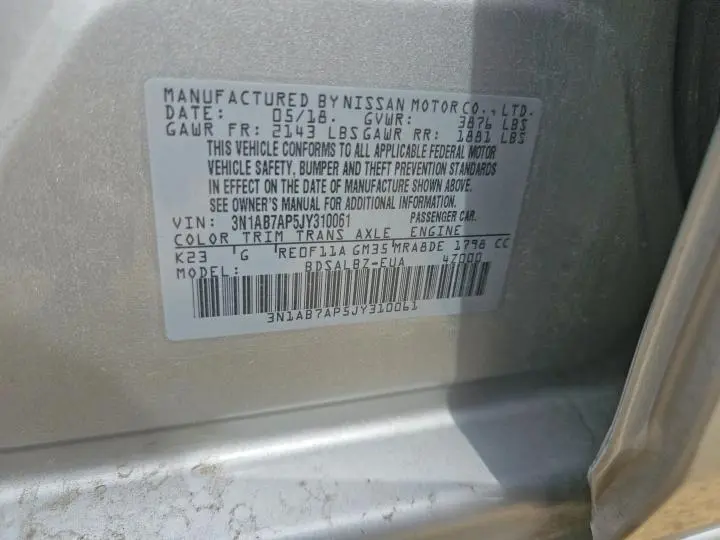 MANUFACTURED BY NISSAN MOTOR CO., LTD.
DATE: 05/18. GVWR: 3876 LBS
GAWR FR: 2143 LBS GAWR RR: 1881 LBS
THIS VEHICLE CONFORMS TO ALL APPLICABLE FEDERAL MOTOR
VEHICLE SAFETY, BUMPER AND THEFT PREVENTION STANDARDS
IN EFFECT ON THE DATE OF MANUFACTURE SHOWN ABOVE.
SEE OWNER'S MANUAL FOR ADDITIONAL INFORMATION.
VIN: 3N1AB7AP5JY310061 PASSENGER CAR.
COLOR TRIM TRANS AXLE ENGINE
K23 G RE0F11A GM35 MRA8DE 1798 CC
MODEL: BDSALBZ-EUA 4Z000
3N1AB7AP5JY310061